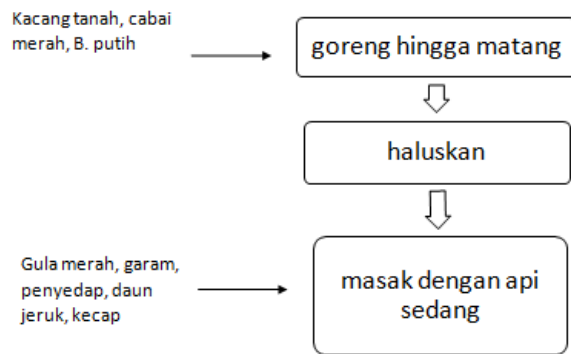 Kacang tanah, cabai
merah, B. putih
goreng hingga matang
haluskan
Gula merah, garam,
penyedap, daun
jeruk, kecap
masak dengan api
sedang